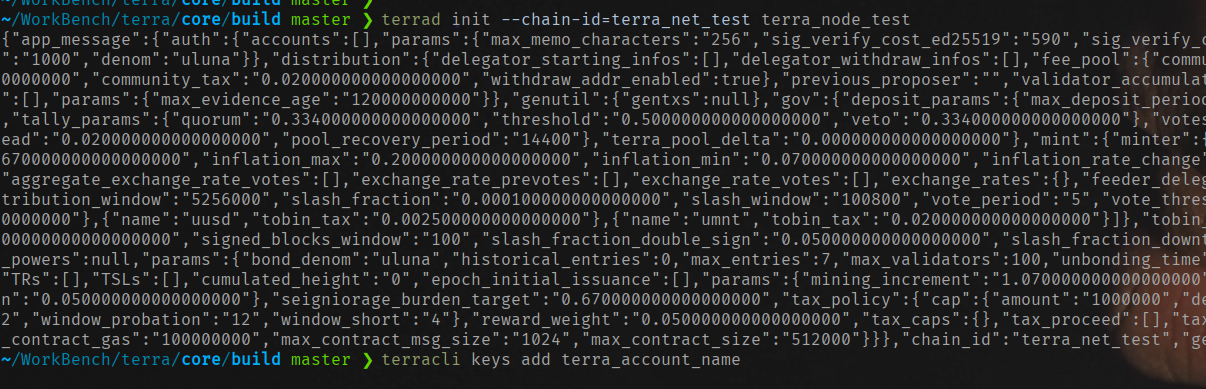 ~/WorkBench/terra/core/build master ❯
~/WorkBench/terra/core/build master ❯ terrad init --chain-id=terra_net_test terra_node_test
{"app_message":{"auth":{"accounts":[],"params":{"max_memo_characters":"256","sig_verify_cost_ed25519":"590","sig_verify_c
":"1000","denom":"uluna"}},"distribution":{"delegator_starting_infos":[],"delegator_withdraw_infos":[],"fee_pool":{"commu
0000000","community_tax":"0.020000000000000000","withdraw_addr_enabled":true},"previous_proposer":"","validator_accumulat
":[],"params":{"max_evidence_age":"120000000000"}},"genutil":{"gentxs":null},"gov":{"deposit_params":{"max_deposit_period
,"tally_params":{"quorum":"0.334000000000000000","threshold":"0.500000000000000000","veto":"0.334000000000000000"},"votes
ead":"0.020000000000000000","pool_recovery_period":"14400"},"terra_pool_delta":"0.000000000000000000"},"mint":{"minter":{
670000000000000000","inflation_max":"0.200000000000000000","inflation_min":"0.070000000000000000","inflation_rate_change"
"aggregate_exchange_rate_votes":[],"exchange_rate_prevotes":[],"exchange_rate_votes":[],"exchange_rates":{},"feeder_deleg
tribution_window":"5256000","slash_fraction":"0.000100000000000000","slash_window":"100800","vote_period":"5","vote_thres
0000000"},{"name":"uusd","tobin_tax":"0.002500000000000000"},{"name":"umnt","tobin_tax":"0.020000000000000000"}]},"tobin_
000000000000000000","signed_blocks_window":"100","slash_fraction_double_sign":"0.050000000000000000","slash_fraction_downt
_powers":null,"params":{"bond_denom":"uluna","historical_entries":0,"max_entries":7,"max_validators":100,"unbonding_time"
"TRs":[],"TSLs":[],"cumulated_height":"0","epoch_initial_issuance":[],"params":{"mining_increment":"1.070000000000000000"
n":"0.050000000000000000"},"seigniorage_burden_target":"0.670000000000000000","tax_policy":{"cap":{"amount":"1000000","de
2","window_probation":"12","window_short":"4"},"reward_weight":"0.050000000000000000","tax_caps":{},"tax_proceed":[],"tax
_contract_gas":"100000000","max_contract_msg_size":"1024","max_contract_size":"512000"}}},"chain_id":"terra_net_test","ge
~/WorkBench/terra/core/build master ❯ terracli keys add terra_account_name